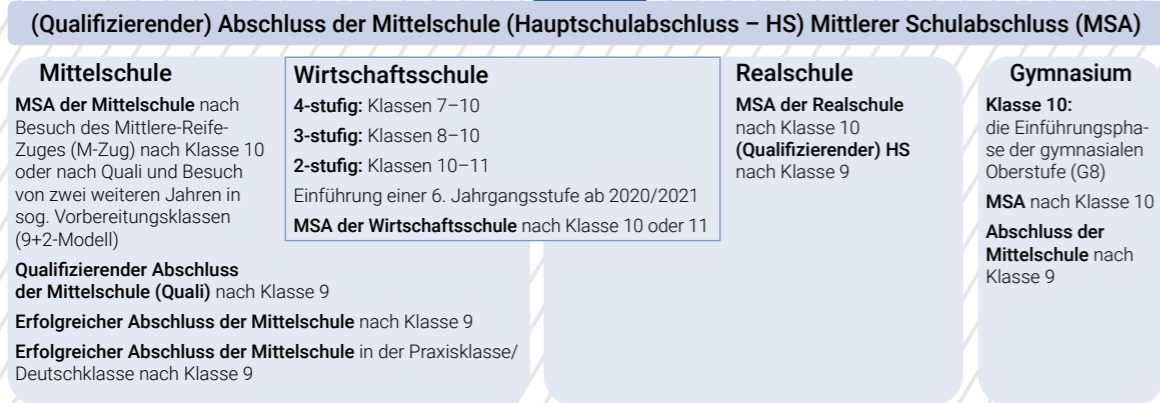 (Qualifizierender) Abschluss der Mittelschule (Hauptschulabschluss – HS) Mittlerer Schulabschluss (MSA)
Mittelschule
MSA der Mittelschule nach
Besuch des Mittlere-Reife-
Zuges (M-Zug) nach Klasse 10
oder nach Quali und Besuch
von zwei weiteren Jahren in
sog. Vorbereitungsklassen
(9+2-Modell)
Qualifizierender Abschluss
der Mittelschule (Quali) nach Klasse 9
Erfolgreicher Abschluss der Mittelschule nach Klasse 9
Erfolgreicher Abschluss der Mittelschule in der Praxisklasse/
Deutschklasse nach Klasse 9
Wirtschaftsschule
4-stufig: Klassen 7–10
3-stufig: Klassen 8–10
2-stufig: Klassen 10–11
Einführung einer 6. Jahrgangsstufe ab 2020/2021
MSA der Wirtschaftsschule nach Klasse 10 oder 11
Realschule
MSA der Realschule
nach Klasse 10
(Qualifizierender) HS
nach Klasse 9
Gymnasium
Klasse 10:
die Einführungspha-
se der gymnasialen
Oberstufe (G8)
MSA nach Klasse 10
Abschluss der
Mittelschule nach
Klasse 9